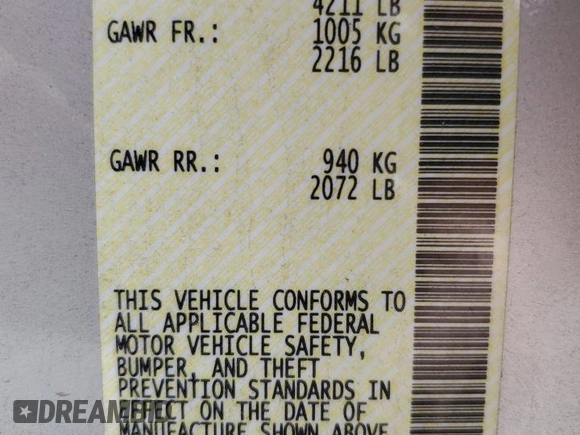 4211 LB
GAWR FR.: 1005 KG
2216 LB
GAWR RR.: 940 KG
2072 LB
THIS VEHICLE CONFORMS TO
ALL APPLICABLE FEDERAL
MOTOR VEHICLE SAFETY,
BUMPER, AND THEFT
PREVENTION STANDARDS IN
EFFECT ON THE DATE OF
MANUFACTURE SHOWN ABOVE
DREAMEFFECT